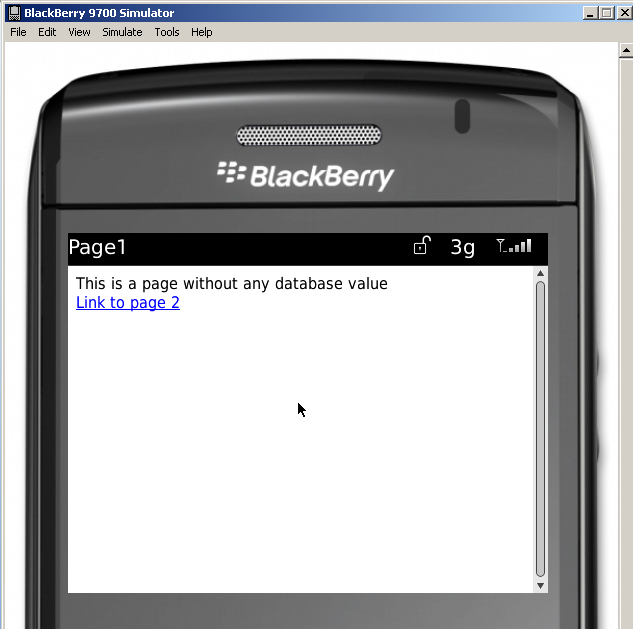 BlackBerry 9700 Simulator
File Edit View Simulate Tools Help
BlackBerry
Page1 3g
This is a page without any database value
Link to page 2